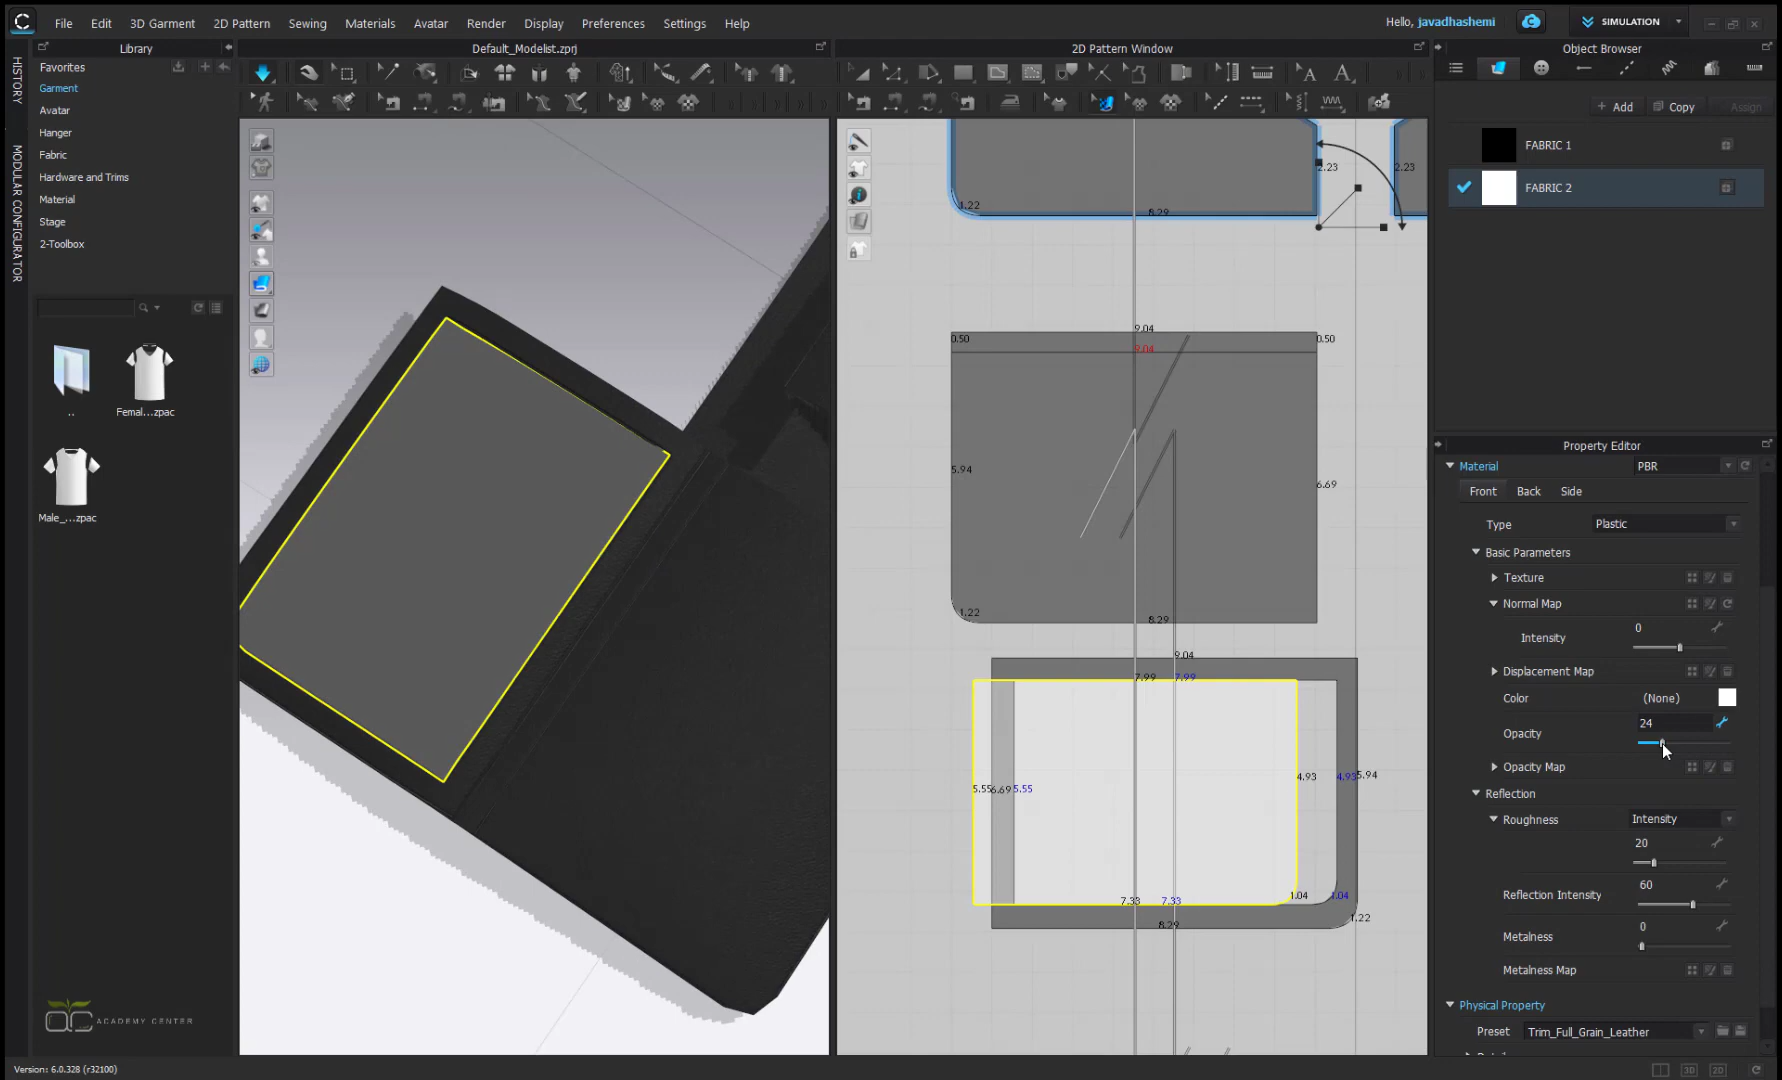 File Edit 3D Garment 2D Pattern Sewing Materials Avatar Render Display Preferences Settings Help
Hello, javadhashemi
SIMULATION
HISTORY
MODULAR CONFIGURATOR
Library
Favorites
Garment
Avatar
Hanger
Fabric
Hardware and Trims
Material
Stage
2-Toolbox
..
Femal...zpac
Male_...zpac
ACADEMY CENTER
Default_Modelist.zprj
2D Pattern Window
2.23
2.23
1.22
8.29
9.04
0.50
9.04
0.50
5.94
6.69
1.22
8.29
9.04
7.99
7.99
5.55
6.69
5.55
4.93
4.93
5.94
1.04
1.04
7.33
7.33
1.22
8.29
Object Browser
+ Add
Copy
Assign
FABRIC 1
FABRIC 2
Property Editor
Material
PBR
Front Back Side
Type
Plastic
Basic Parameters
Texture
Normal Map
0
Intensity
Displacement Map
Color
(None)
24
Opacity
Opacity Map
Reflection
Roughness
Intensity
20
60
Reflection Intensity
0
Metalness
Metalness Map
Physical Property
Preset
Trim_Full_Grain_Leather
Version: 6.0.328 (r32100)
3D
2D